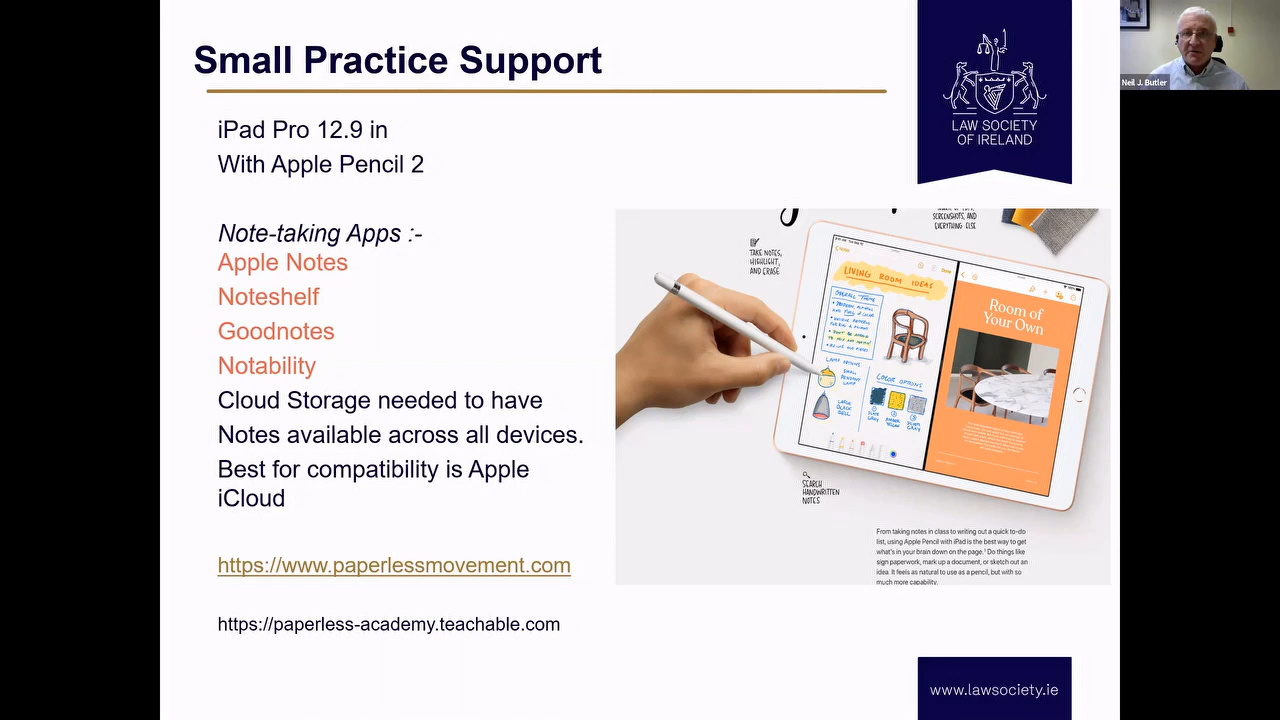 Small Practice Support
iPad Pro 12.9 in
With Apple Pencil 2
Note-taking Apps :-
Apple Notes
Noteshelf
Goodnotes
Notability
Cloud Storage needed to have
Notes available across all devices.
Best for compatibility is Apple
iCloud
https://www.paperlessmovement.com
https://paperless-academy.teachable.com
LAW SOCIETY
OF IRELAND
Neil J. Butler
SCREENSHOTS, AND
EVERYTHING ELSE
TAKE NOTES,
HIGHLIGHT,
AND ERASE
LIVING ROOM IDEAS
OVERALL THEME
COLOR OPTIONS
Room of
Your Own
SEARCH
HANDWRITTEN
NOTES
From taking notes in class to writing out a quick to-do
list, using Apple Pencil with iPad is the best way to get
what's in your brain down on the page.¹ Do things like
sign paperwork, mark up a document, or sketch out an
idea. It feels as natural to use as a pencil, but with so
much more capability.
www.lawsociety.ie